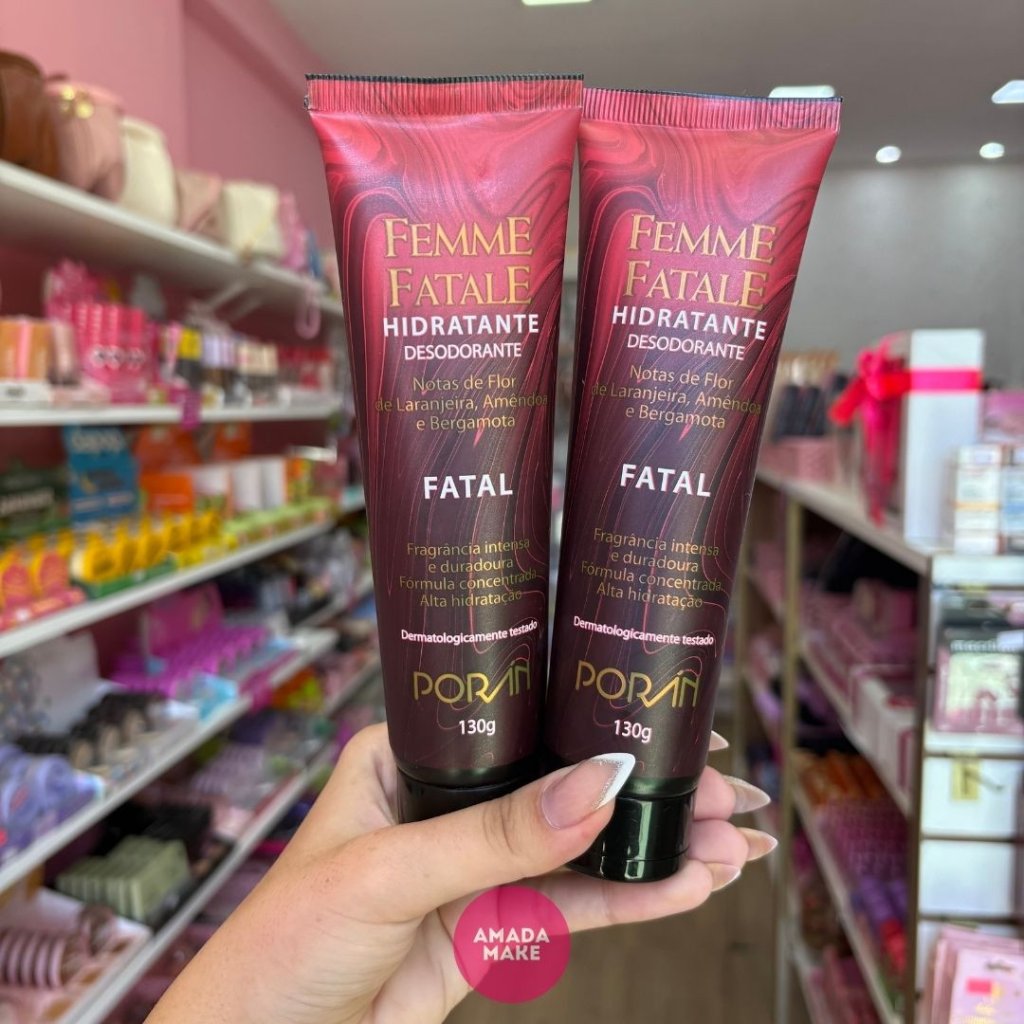 FEMME
FATALE
HIDRATANTE
DESODORANTE
Notas de Flor
de Laranjeira, Amêndoa
e Bergamota
FATAL
Fragrância intensa
e duradoura
Fórmula concentrada
Alta hidratação
Dermatologicamente testado
PORÁN
130g
FEMME
FATALE
HIDRATANTE
DESODORANTE
Notas de Flor
de Laranjeira, Amêndoa
e Bergamota
FATAL
Fragrância intensa
e duradoura
Fórmula concentrada
Alta hidratação
Dermatologicamente testado
PORÁN
130g
AMADA
MAKE